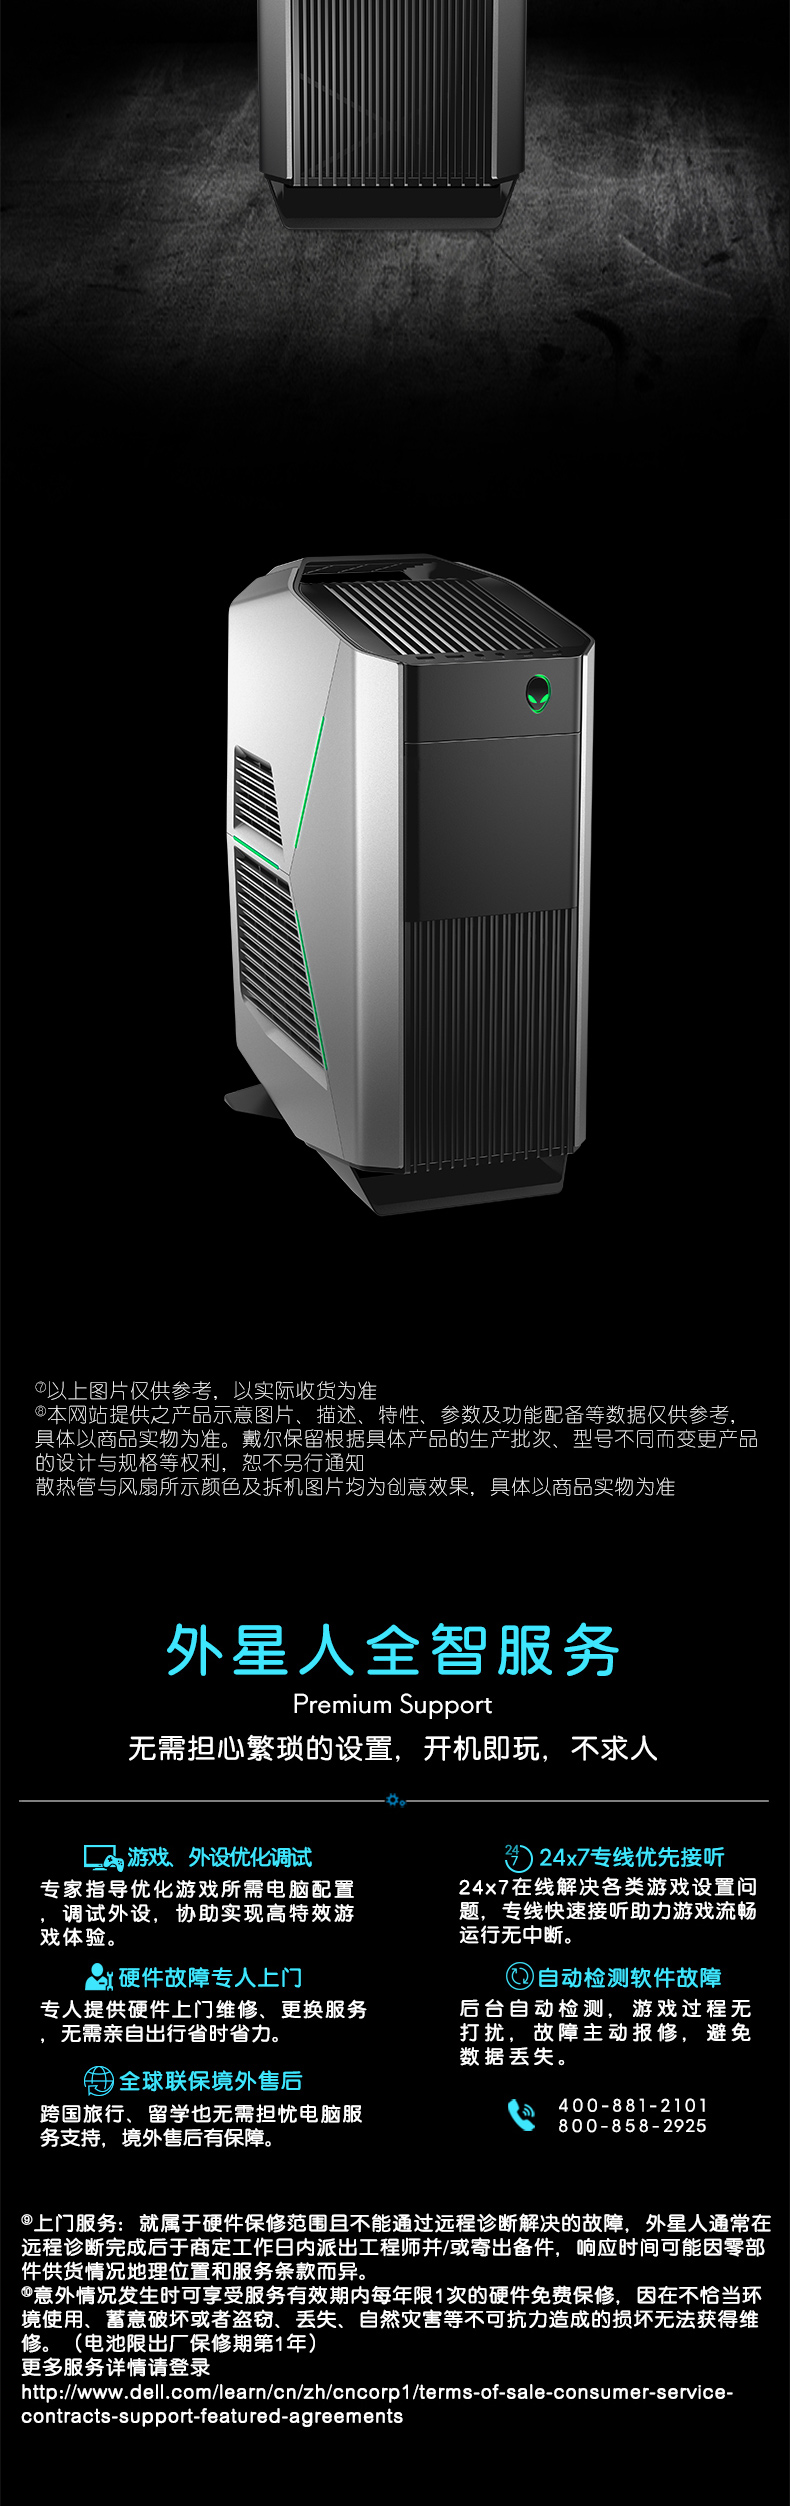 ⑦以上图片仅供参考，以实际收货为准
⑧本网站提供之产品示意图片、描述、特性、参数及功能配备等数据仅供参考，
具体以商品实物为准。戴尔保留根据具体产品的生产批次、型号不同而变更产品
的设计与规格等权利，恕不另行通知
散热管与风扇所示颜色及拆机图片均为创意效果，具体以商品实物为准
外星人全智服务
Premium Support
无需担心繁琐的设置，开机即玩，不求人
游戏、外设优化调试
专家指导优化游戏所需电脑配置
，调试外设，协助实现高特效游
戏体验。
硬件故障专人上门
专人提供硬件上门维修、更换服务
，无需亲自出行省时省力。
全球联保境外售后
跨国旅行、留学也无需担忧电脑服
务支持，境外售后有保障。
24
7
24x7专线优先接听
24x7在线解决各类游戏设置问
题，专线快速接听助力游戏流畅
运行无中断。
自动检测软件故障
后台自动检测，游戏过程无
打扰，故障主动报修，避免
数据丢失。
400-881-2101
800-858-2925
⑨上门服务：就属于硬件保修范围且不能通过远程诊断解决的故障，外星人通常在
远程诊断完成后于商定工作日内派出工程师并/或寄出备件，响应时间可能因零部
件供货情况地理位置和服务条款而异。
⑩意外情况发生时可享受服务有效期内每年限1次的硬件免费保修，因在不恰当环
境使用、蓄意破坏或者盗窃、丢失、自然灾害等不可抗力造成的损坏无法获得维
修。（电池限出厂保修期第1年）
更多服务详情请登录
http://www.dell.com/learn/cn/zh/cncorp1/terms-of-sale-consumer-service-
contracts-support-featured-agreements